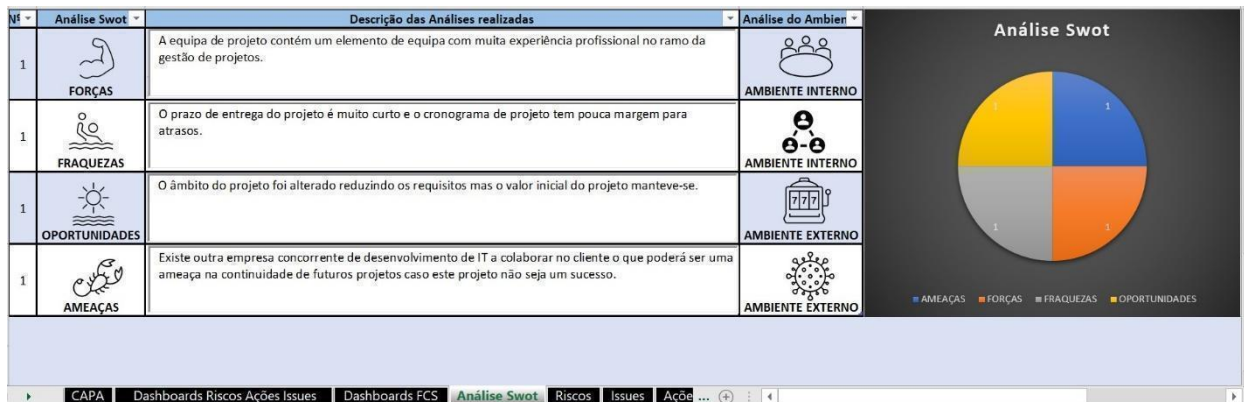 Nº Análise Swot Descrição das Análises realizadas Análise do Ambien
1
FORÇAS
A equipa de projeto contém um elemento de equipa com muita experiência profissional no ramo da
gestão de projetos.
AMBIENTE INTERNO
1
FRAQUEZAS
O prazo de entrega do projeto é muito curto e o cronograma de projeto tem pouca margem para
atrasos.
AMBIENTE INTERNO
1
OPORTUNIDADES
O âmbito do projeto foi alterado reduzindo os requisitos mas o valor inicial do projeto manteve-se.
777
AMBIENTE EXTERNO
1
AMEAÇAS
Existe outra empresa concorrente de desenvolvimento de IT a colaborar no cliente o que poderá ser uma
ameaça na continuidade de futuros projetos caso este projeto não seja um sucesso.
AMBIENTE EXTERNO
Análise Swot
1 1
1 1
AMEAÇAS FORÇAS FRAQUEZAS OPORTUNIDADES
CAPA Dashboards Riscos Ações Issues Dashboards FCS Análise Swot Riscos Issues Açõe ...